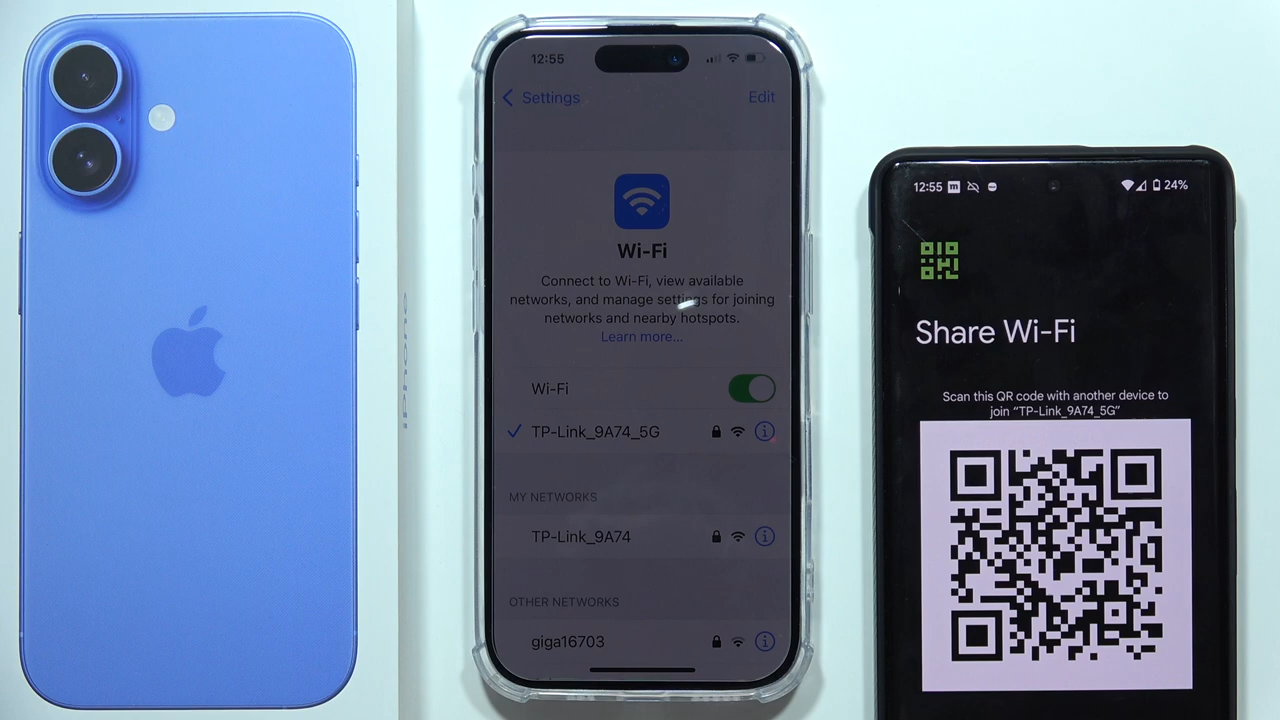 iPhone
12:55
Settings
Edit
Wi-Fi
Connect to Wi-Fi, view available
networks, and manage settings for joining
networks and nearby hotspots.
Learn more...
Wi-Fi
TP-Link_9A74_5G
MY NETWORKS
TP-Link_9A74
OTHER NETWORKS
giga16703
12:55
m
24%
Share Wi-Fi
Scan this QR code with another device to
join “TP-Link_9A74_5G”